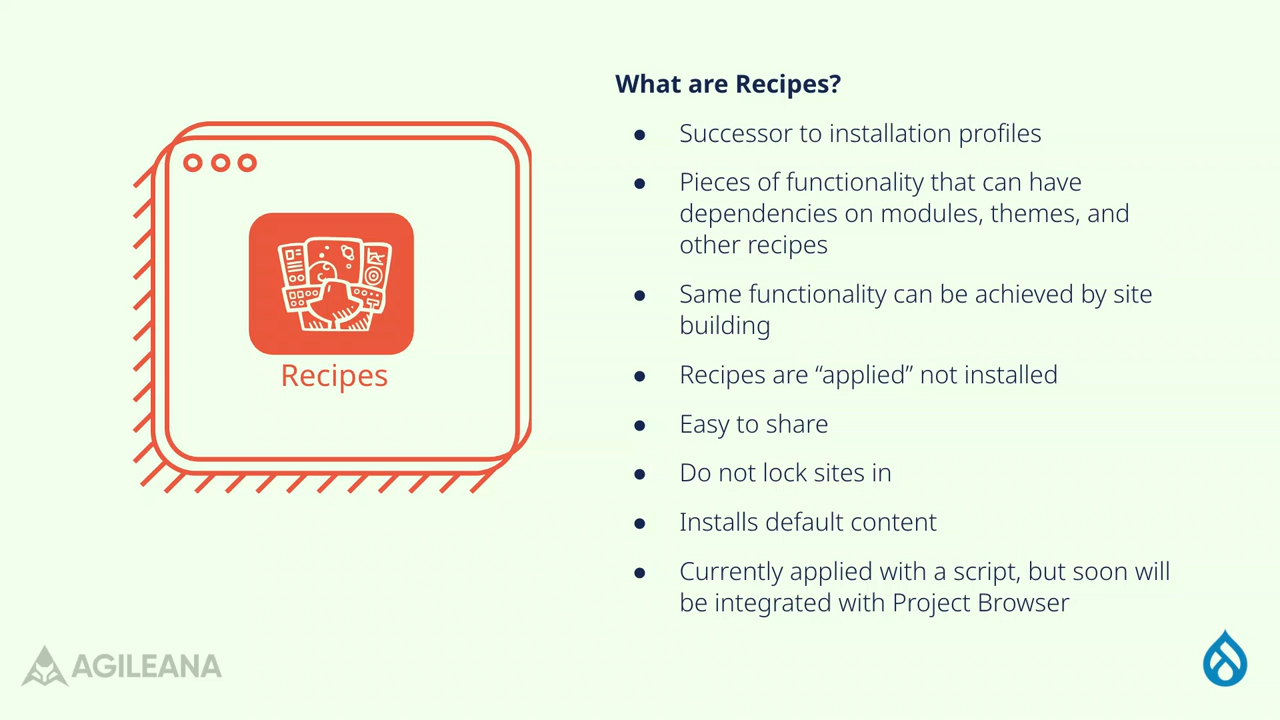 What are Recipes?
● Successor to installation profiles
● Pieces of functionality that can have
dependencies on modules, themes, and
other recipes
● Same functionality can be achieved by site
building
● Recipes are “applied” not installed
● Easy to share
● Do not lock sites in
● Installs default content
● Currently applied with a script, but soon will
be integrated with Project Browser
Recipes
AGILEANA